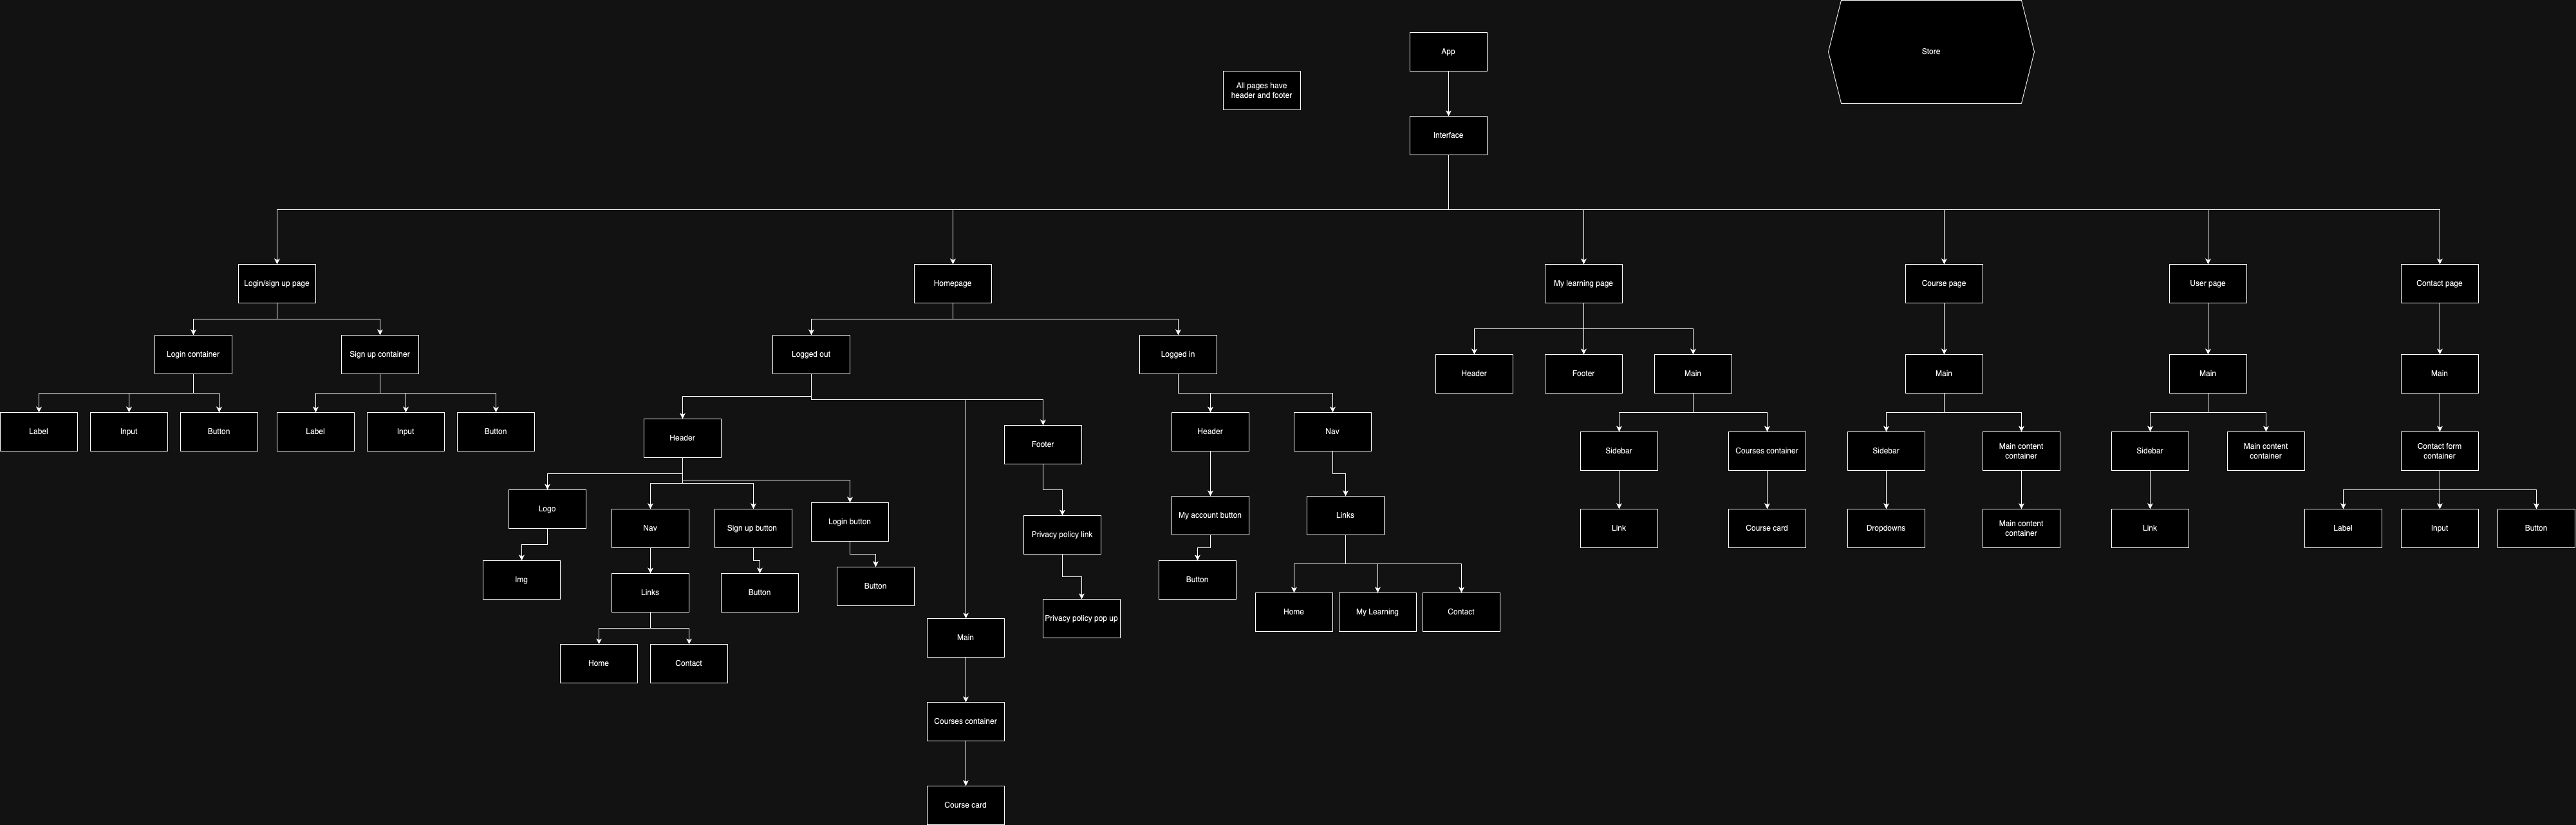 App
Store
All pages have
header and footer
Interface
Login/sign up page
Homepage
My learning page
Course page
User page
Contact page
Login container
Sign up container
Logged out
Logged in
Header
Footer
Main
Main
Main
Main
Label
Input
Button
Label
Input
Button
Header
Footer
Header
Nav
Sidebar
Courses container
Sidebar
Main content
container
Sidebar
Main content
container
Contact form
container
Logo
Nav
Sign up button
Login button
Privacy policy link
My account button
Links
Link
Course card
Dropdowns
Main content
container
Link
Label
Input
Button
Img
Links
Button
Button
Privacy policy pop up
Button
Home
My Learning
Contact
Main
Home
Contact
Courses container
Course card